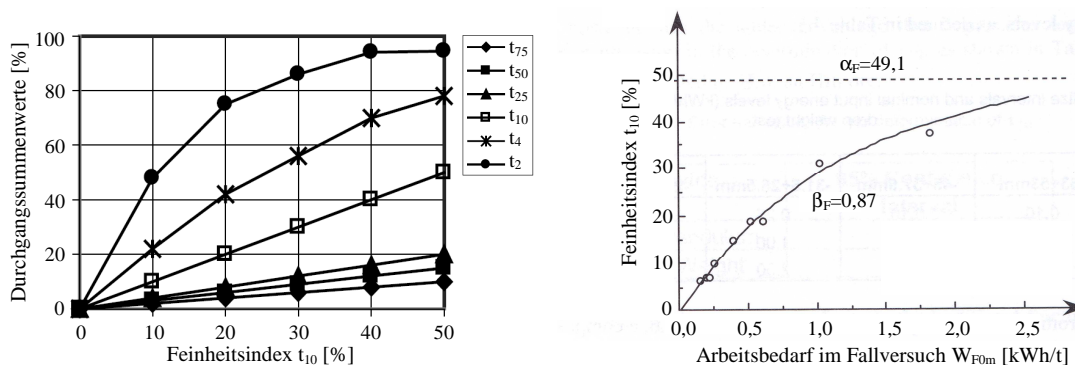 Durchgangssummenwerte [%]
100
80
60
40
20
0
0 10 20 30 40 50
Feinheitsindex t10 [%]
t75
t50
t25
t10
t4
t2
Feinheitsindex t10 [%]
αF=49,1
βF=0,87
50
40
30
20
10
0
0,0 0,5 1,0 1,5 2,0 2,5
Arbeitsbedarf im Fallversuch WF0m [kWh/t]